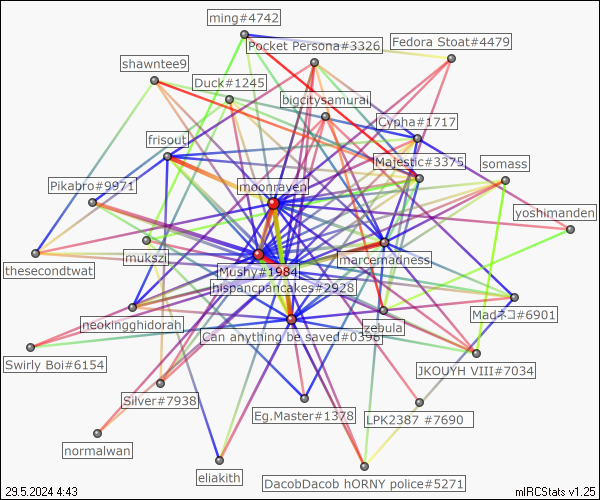 ming#4742
Pocket Persona#3326
Fedora Stoat#4479
shawntee9
Duck#1245
bigcitysamurai
Cypha#1717
frisout
Majestic#3375
somass
Pikabro#9971
moonraven
yoshimanden
mukszi
marcemadness
thesecondtwat
Mushy#1984
hispancpancakes#2928
neokingghidorah
zebula
Madネコ#6901
Can anything be saved#0398
Swirly Boi#6154
JKOUYH VIII#7034
Silver#7938
Eg.Master#1378
LPK2387 #7690
normalwan
eliakith
DacobDacob hORNY police#5271
29.5.2024 4:43
mIRCStats v1.25